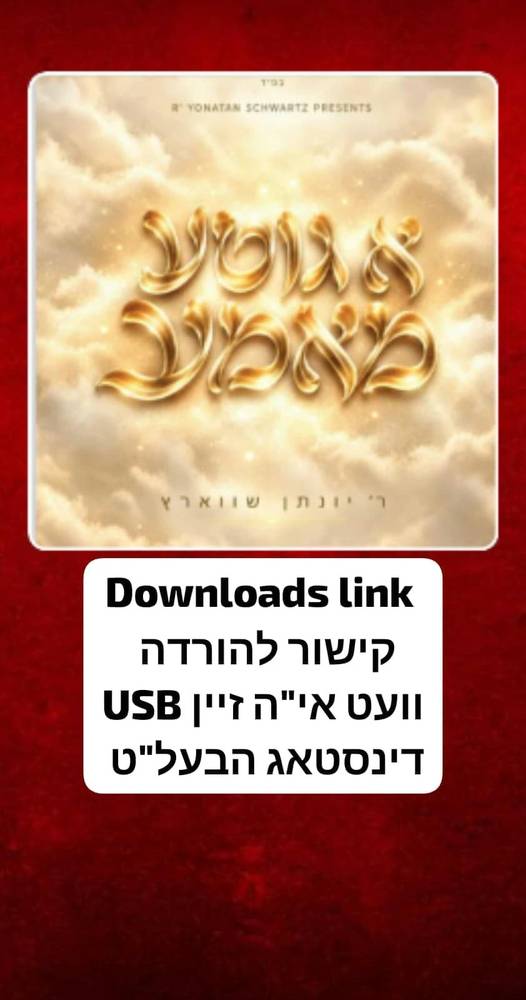 בס״ד
R' YONATAN SCHWARTZ PRESENTS
א גוטע
מאמע
ר' יונתן שווארץ
Downloads link
קישור להורדה
וועט אי"ה זיין USB
דינסטאג הבעל"ט